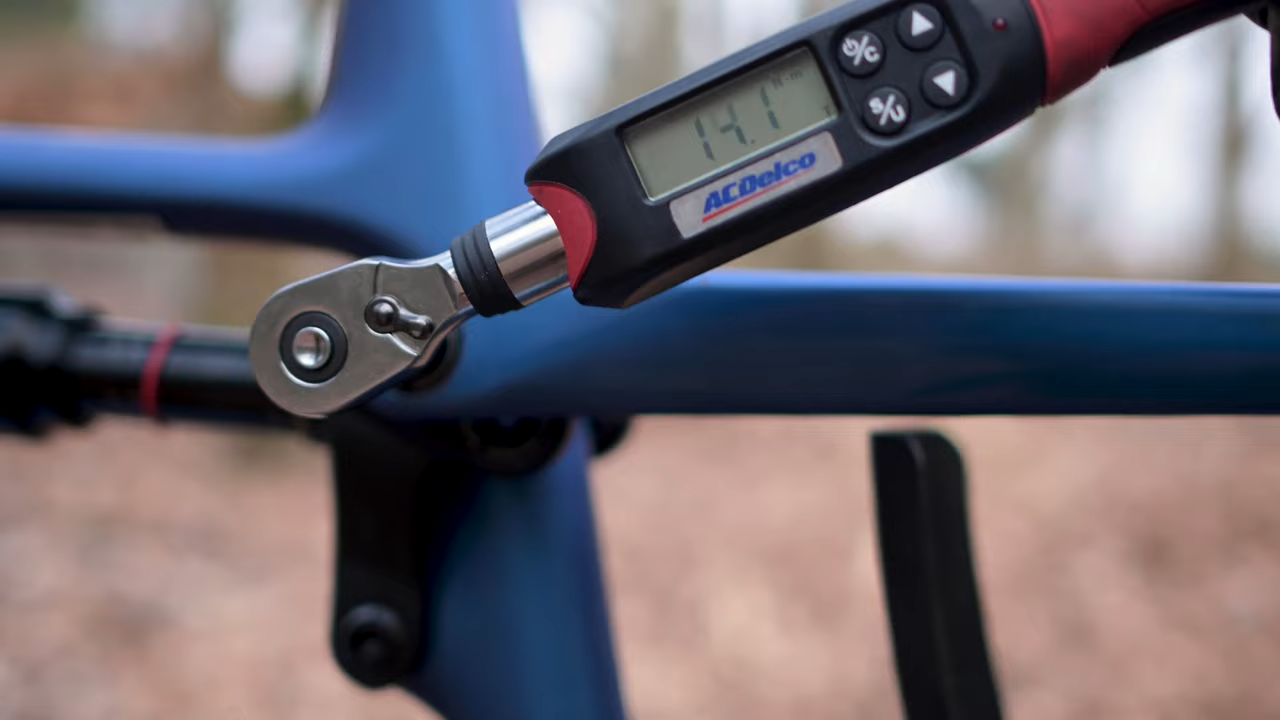 N-m
14.1
T
⏻/C
S/U
ACDelco